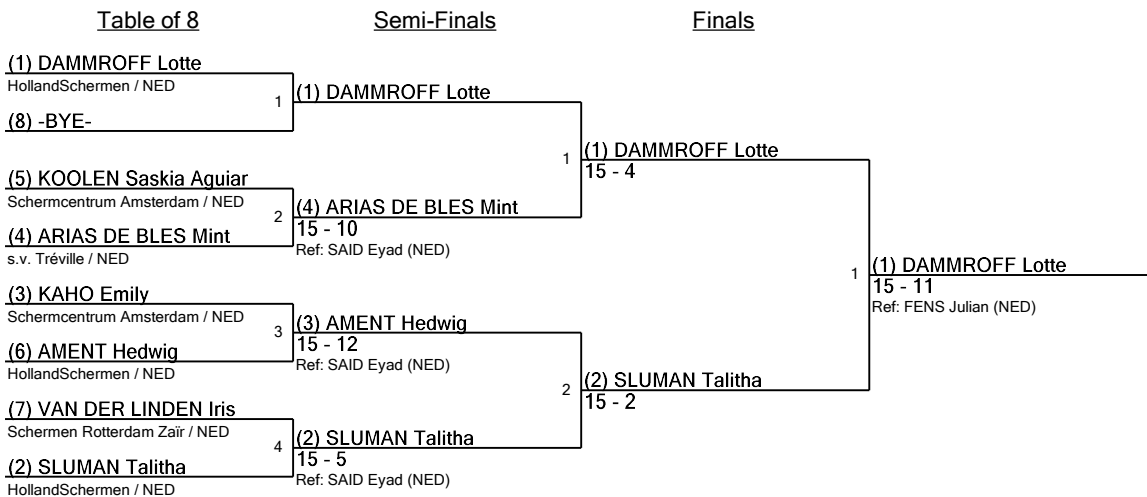 Table of 8
Semi-Finals
Finals
(1) DAMMROFF Lotte
HollandSchermen / NED
1
(8) -BYE-
(5) KOOLEN Saskia Aguiar
Schermcentrum Amsterdam / NED
2
(4) ARIAS DE BLES Mint
s.v. Tréville / NED
(3) KAHO Emily
Schermcentrum Amsterdam / NED
3
(6) AMENT Hedwig
HollandSchermen / NED
(7) VAN DER LINDEN Iris
Schermen Rotterdam Zaïr / NED
4
(2) SLUMAN Talitha
HollandSchermen / NED
(1) DAMMROFF Lotte
1
(4) ARIAS DE BLES Mint
15 - 10
Ref: SAID Eyad (NED)
(3) AMENT Hedwig
15 - 12
Ref: SAID Eyad (NED)
2
(2) SLUMAN Talitha
15 - 5
Ref: SAID Eyad (NED)
(1) DAMMROFF Lotte
15 - 4
1
(2) SLUMAN Talitha
15 - 2
(1) DAMMROFF Lotte
15 - 11
Ref: FENS Julian (NED)